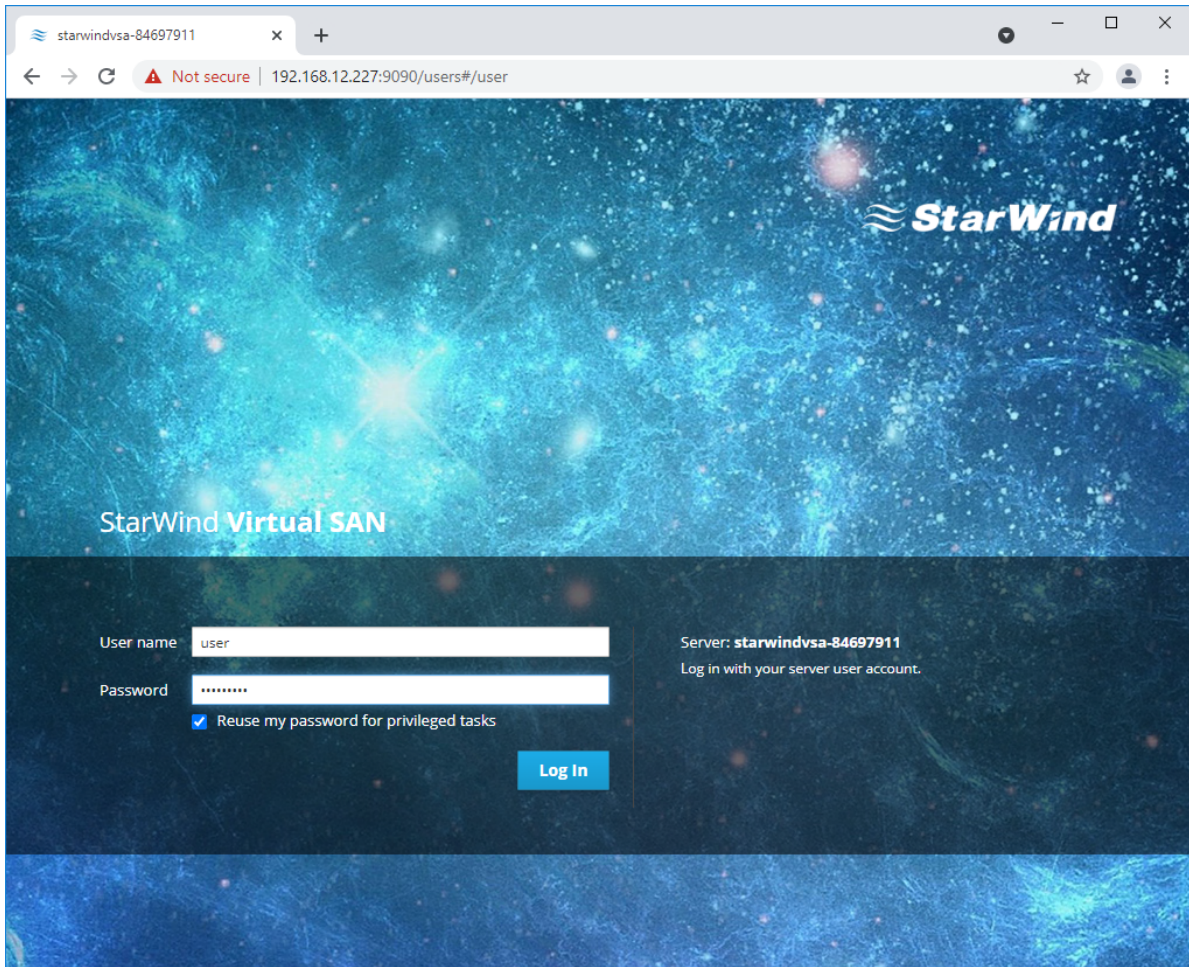 starwindvsa-84697911
Not secure | 192.168.12.227:9090/users#/user
StarWind
StarWind Virtual SAN
User name user
Password •••••••••
Reuse my password for privileged tasks
Log In
Server: starwindvsa-84697911
Log in with your server user account.